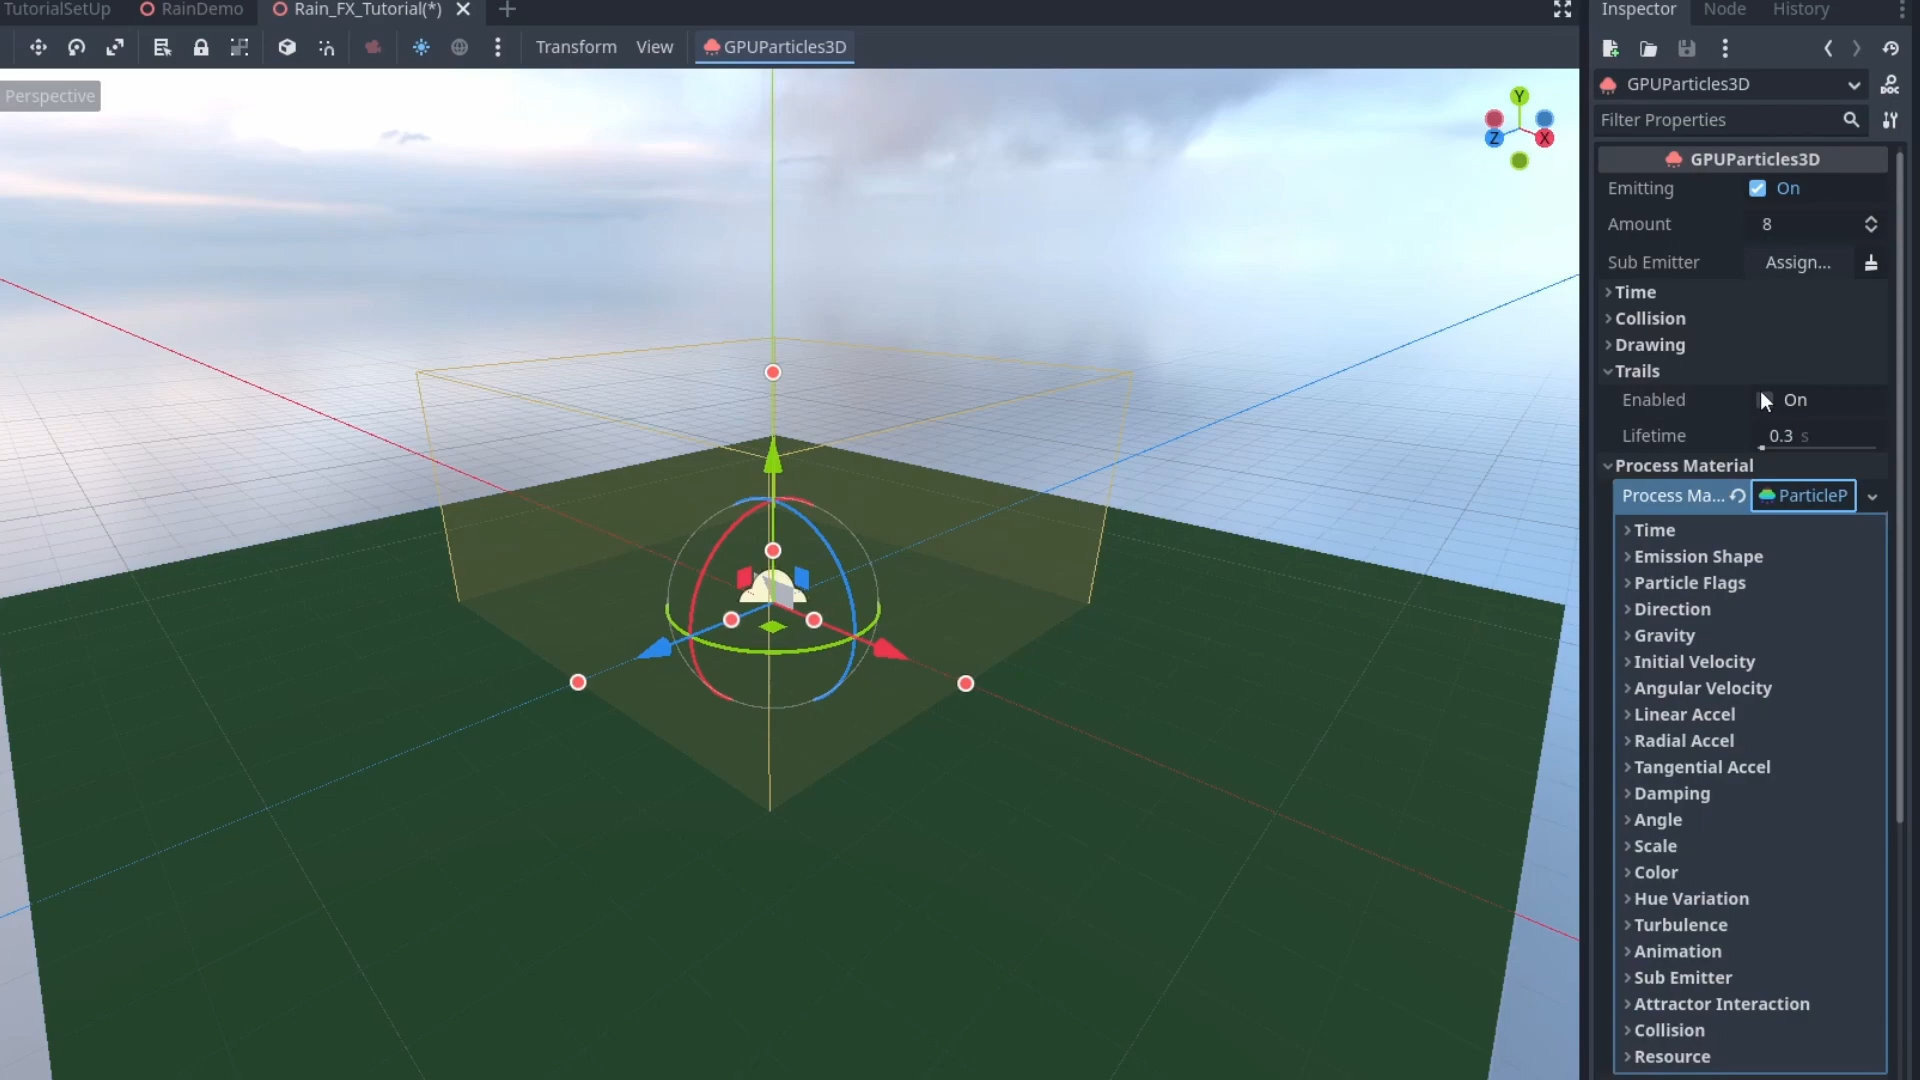 TutorialSetUp
RainDemo
Rain_FX_Tutorial(*)
Inspector
Node
History
Transform
View
GPUParticles3D
Perspective
Y
Z
X
GPUParticles3D
DOC
Filter Properties
GPUParticles3D
Emitting
On
Amount
8
Sub Emitter
Assign...
Time
Collision
Drawing
Trails
Enabled
On
Lifetime
0.3 s
Process Material
Process Ma...
ParticleP
Time
Emission Shape
Particle Flags
Direction
Gravity
Initial Velocity
Angular Velocity
Linear Accel
Radial Accel
Tangential Accel
Damping
Angle
Scale
Color
Hue Variation
Turbulence
Animation
Sub Emitter
Attractor Interaction
Collision
Resource